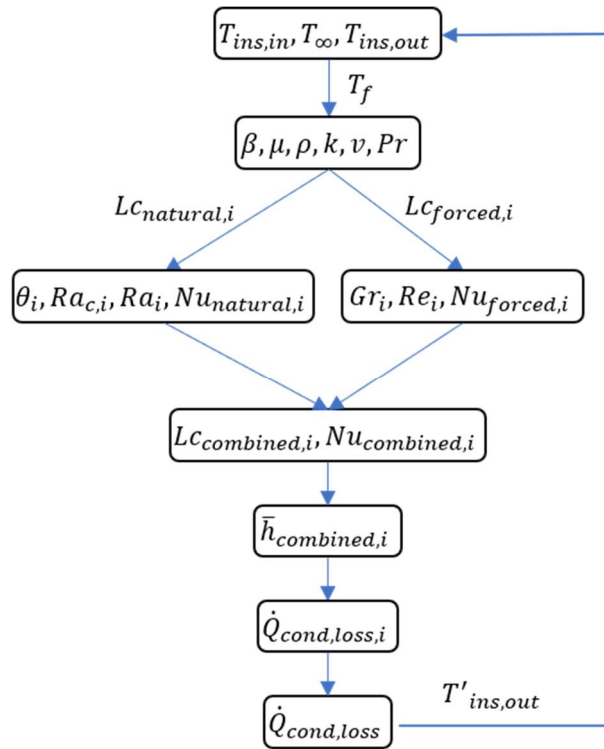 T_{ins,in}, T_∞, T_{ins,out}
T_f
β, μ, ρ, k, υ, Pr
Lc_{natural,i}
Lc_{forced,i}
θ_i, Ra_{c,i}, Ra_i, Nu_{natural,i}
Gr_i, Re_i, Nu_{forced,i}
Lc_{combined,i}, Nu_{combined,i}
h̄_{combined,i}
Q̇_{cond,loss,i}
T'_{ins,out}
Q̇_{cond,loss}